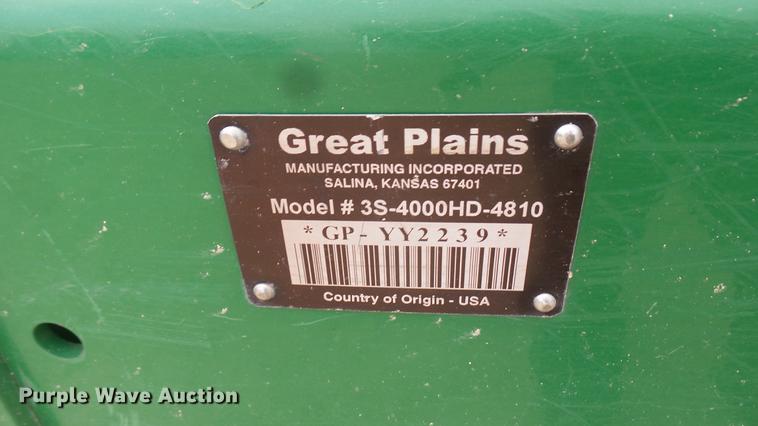 Great Plains
MANUFACTURING INCORPORATED
SALINA, KANSAS 67401
Model # 3S-4000HD-4810
*GP-YY2239*
Country of Origin - USA
Purple Wave Auction